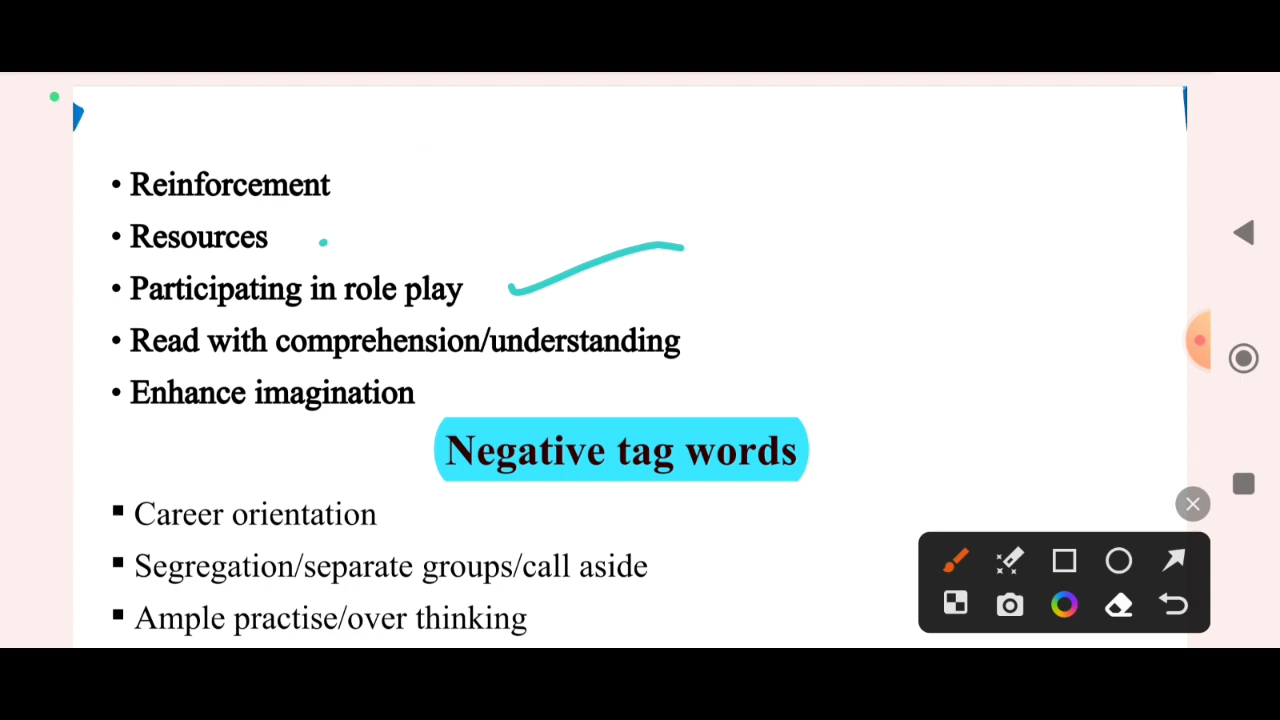 • Reinforcement
• Resources
• Participating in role play
• Read with comprehension/understanding
• Enhance imagination
Negative tag words
▪ Career orientation
▪ Segregation/separate groups/call aside
▪ Ample practise/over thinking